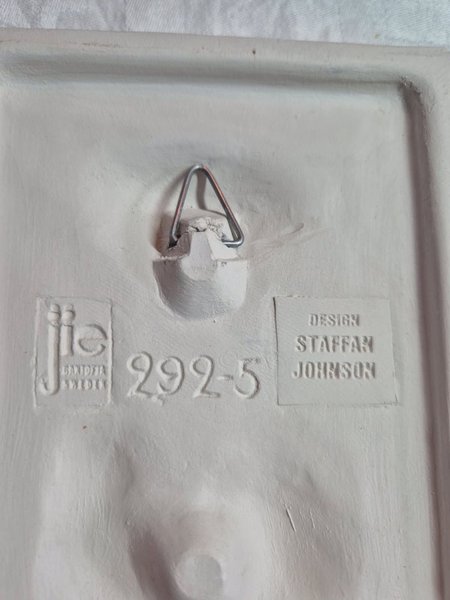 jie
GANTOFTA
SWEDEN
292-5
DESIGN
STAFFAN
JOHNSON